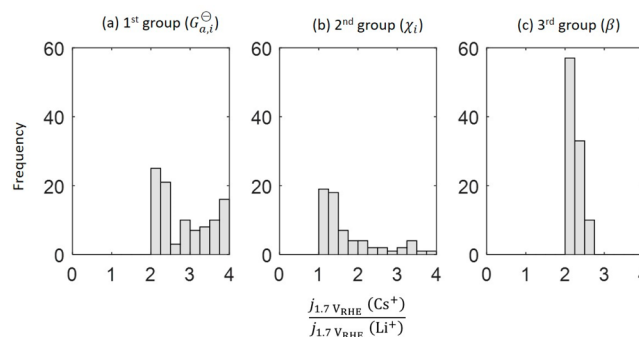 (a) 1st group (G⊖a,i)
(b) 2nd group (χi)
(c) 3rd group (β)
Frequency
60
40
20
0
0 1 2 3 4
60
40
20
0
0 1 2 3 4
60
40
20
0
0 1 2 3 4
j1.7 VRHE (Cs+)
j1.7 VRHE (Li+)